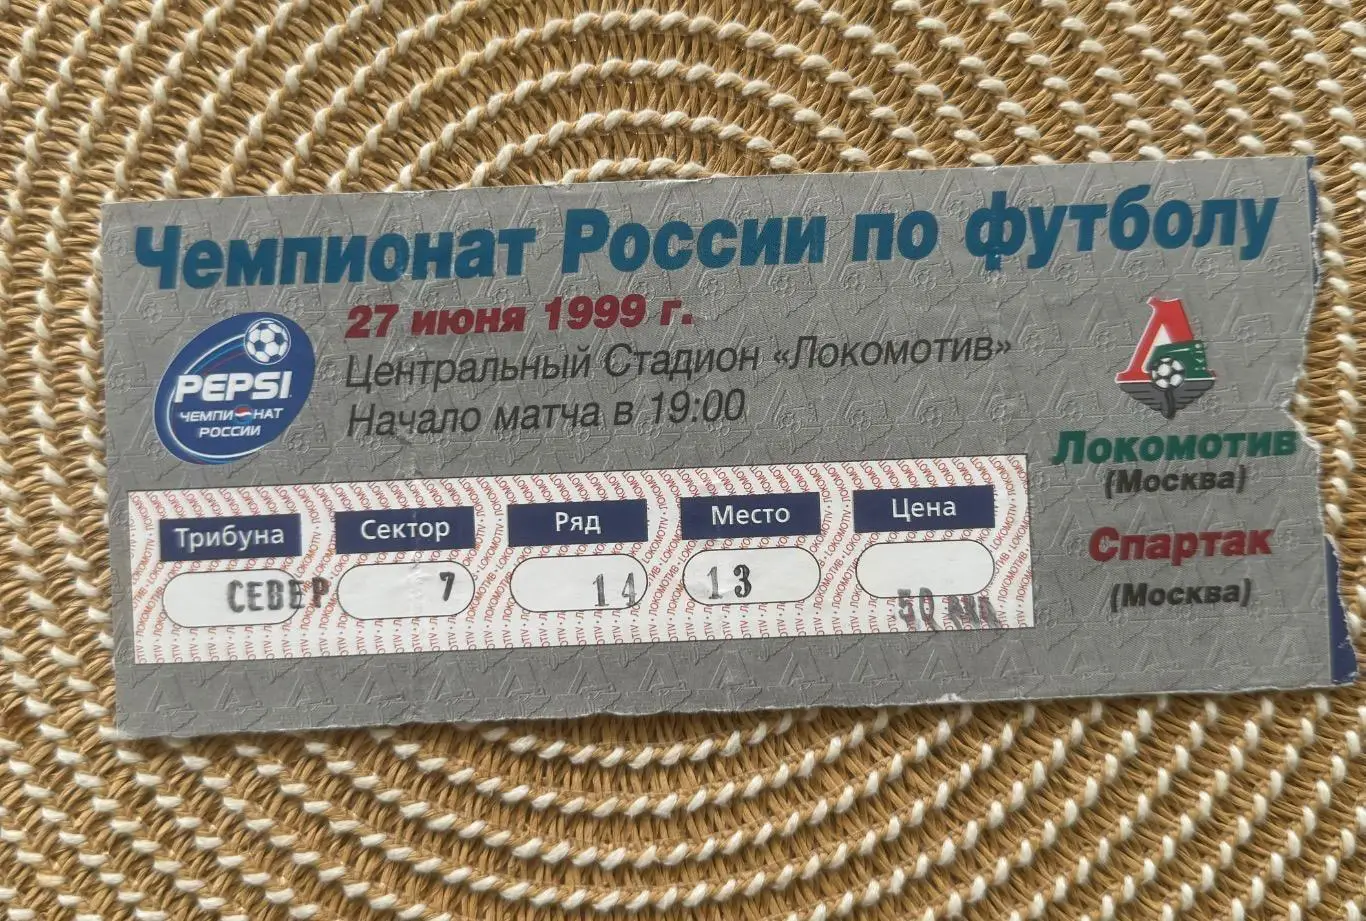 Чемпионат России по футболу
27 июня 1999 г.
Центральный Стадион «Локомотив»
Начало матча в 19:00
PEPSI
ЧЕМПИОНАТ
РОССИИ
Локомотив
(Москва)
Спартак
(Москва)
Трибуна Сектор Ряд Место Цена
СЕВЕР 7 14 13 50